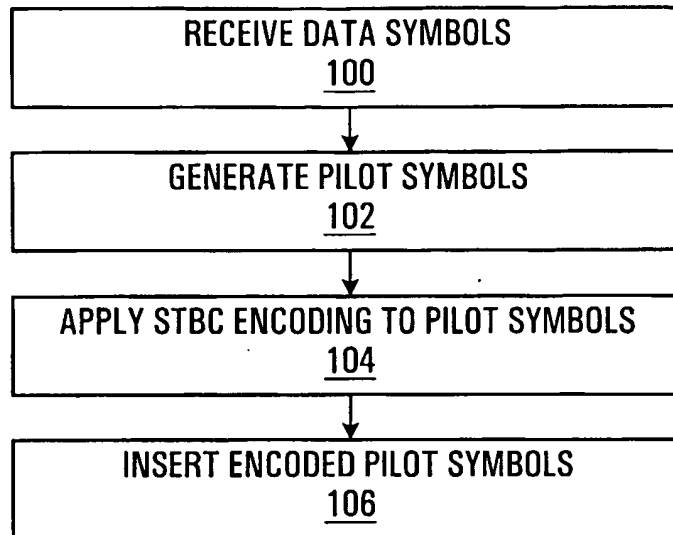 RECEIVE DATA SYMBOLS
100
GENERATE PILOT SYMBOLS
102
APPLY STBC ENCODING TO PILOT SYMBOLS
104
INSERT ENCODED PILOT SYMBOLS
106